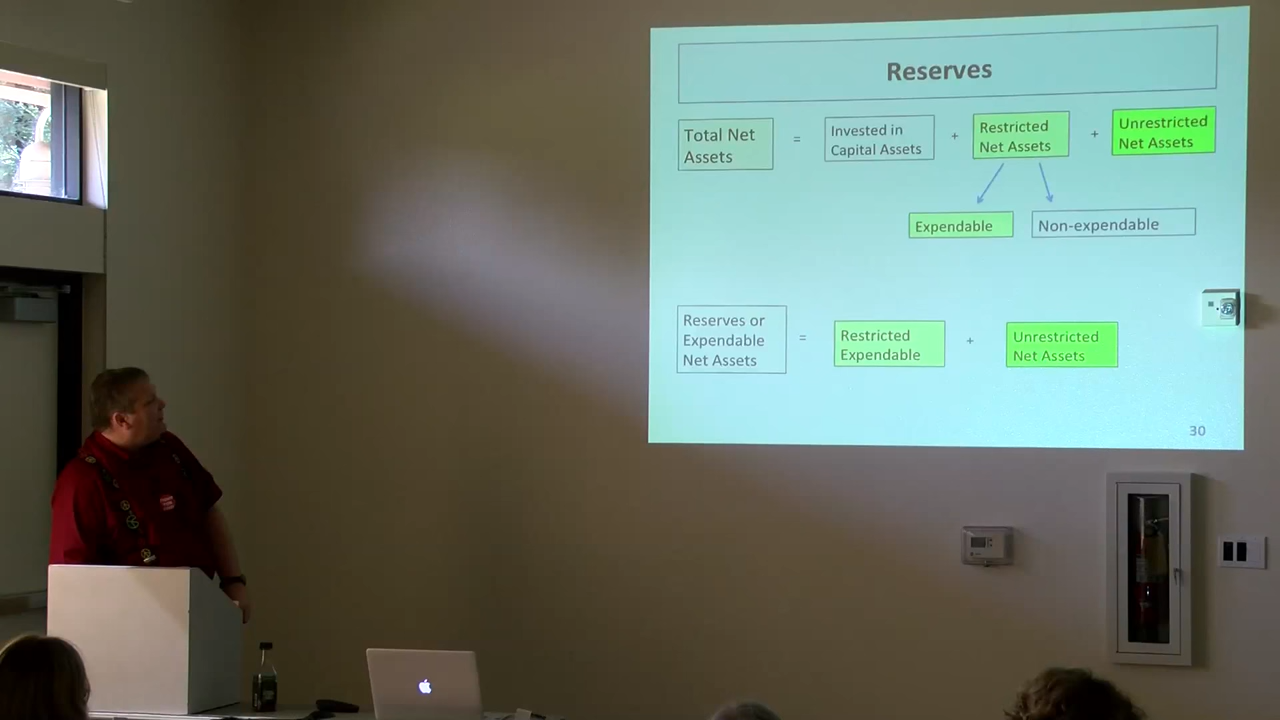 Reserves
Total Net
Assets
=
Invested in
Capital Assets
+
Restricted
Net Assets
+
Unrestricted
Net Assets
Expendable
Non-expendable
Reserves or
Expendable
Net Assets
=
Restricted
Expendable
+
Unrestricted
Net Assets
30